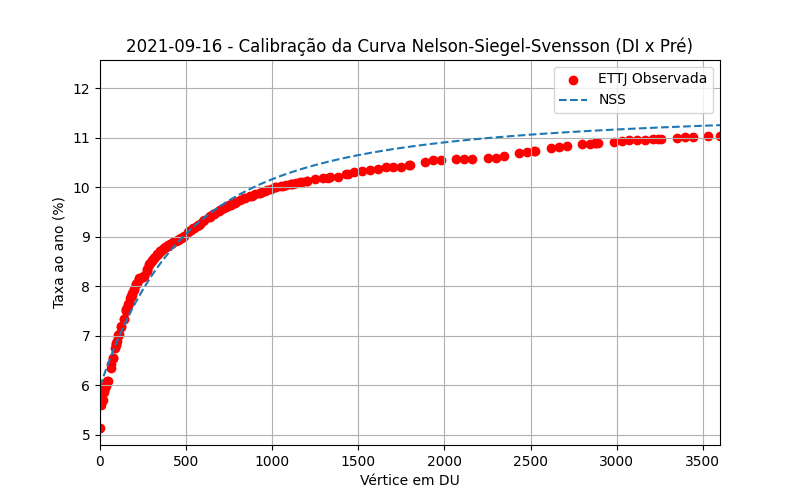 2021-09-16 - Calibração da Curva Nelson-Siegel-Svensson (DI x Pré)
ETTJ Observada
NSS
Taxa ao ano (%)
12
11
10
9
8
7
6
5
0 500 1000 1500 2000 2500 3000 3500
Vértice em DU